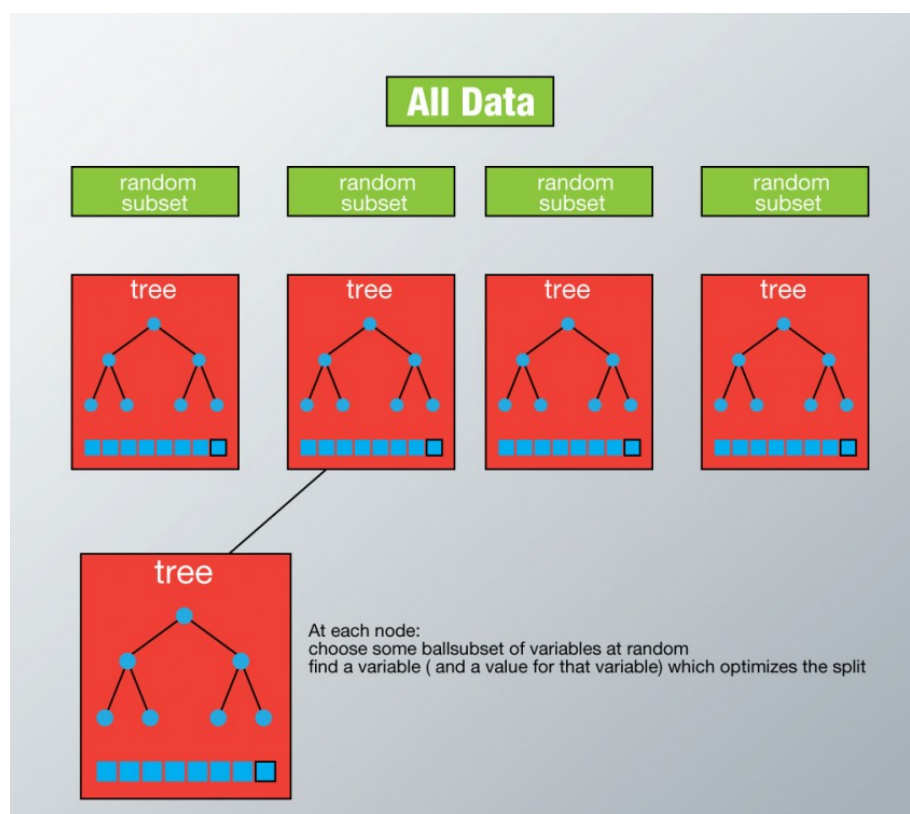 All Data
random
subset
random
subset
random
subset
random
subset
tree
tree
tree
tree
tree
At each node:
choose some ballsubset of variables at random
find a variable ( and a value for that variable) which optimizes the split